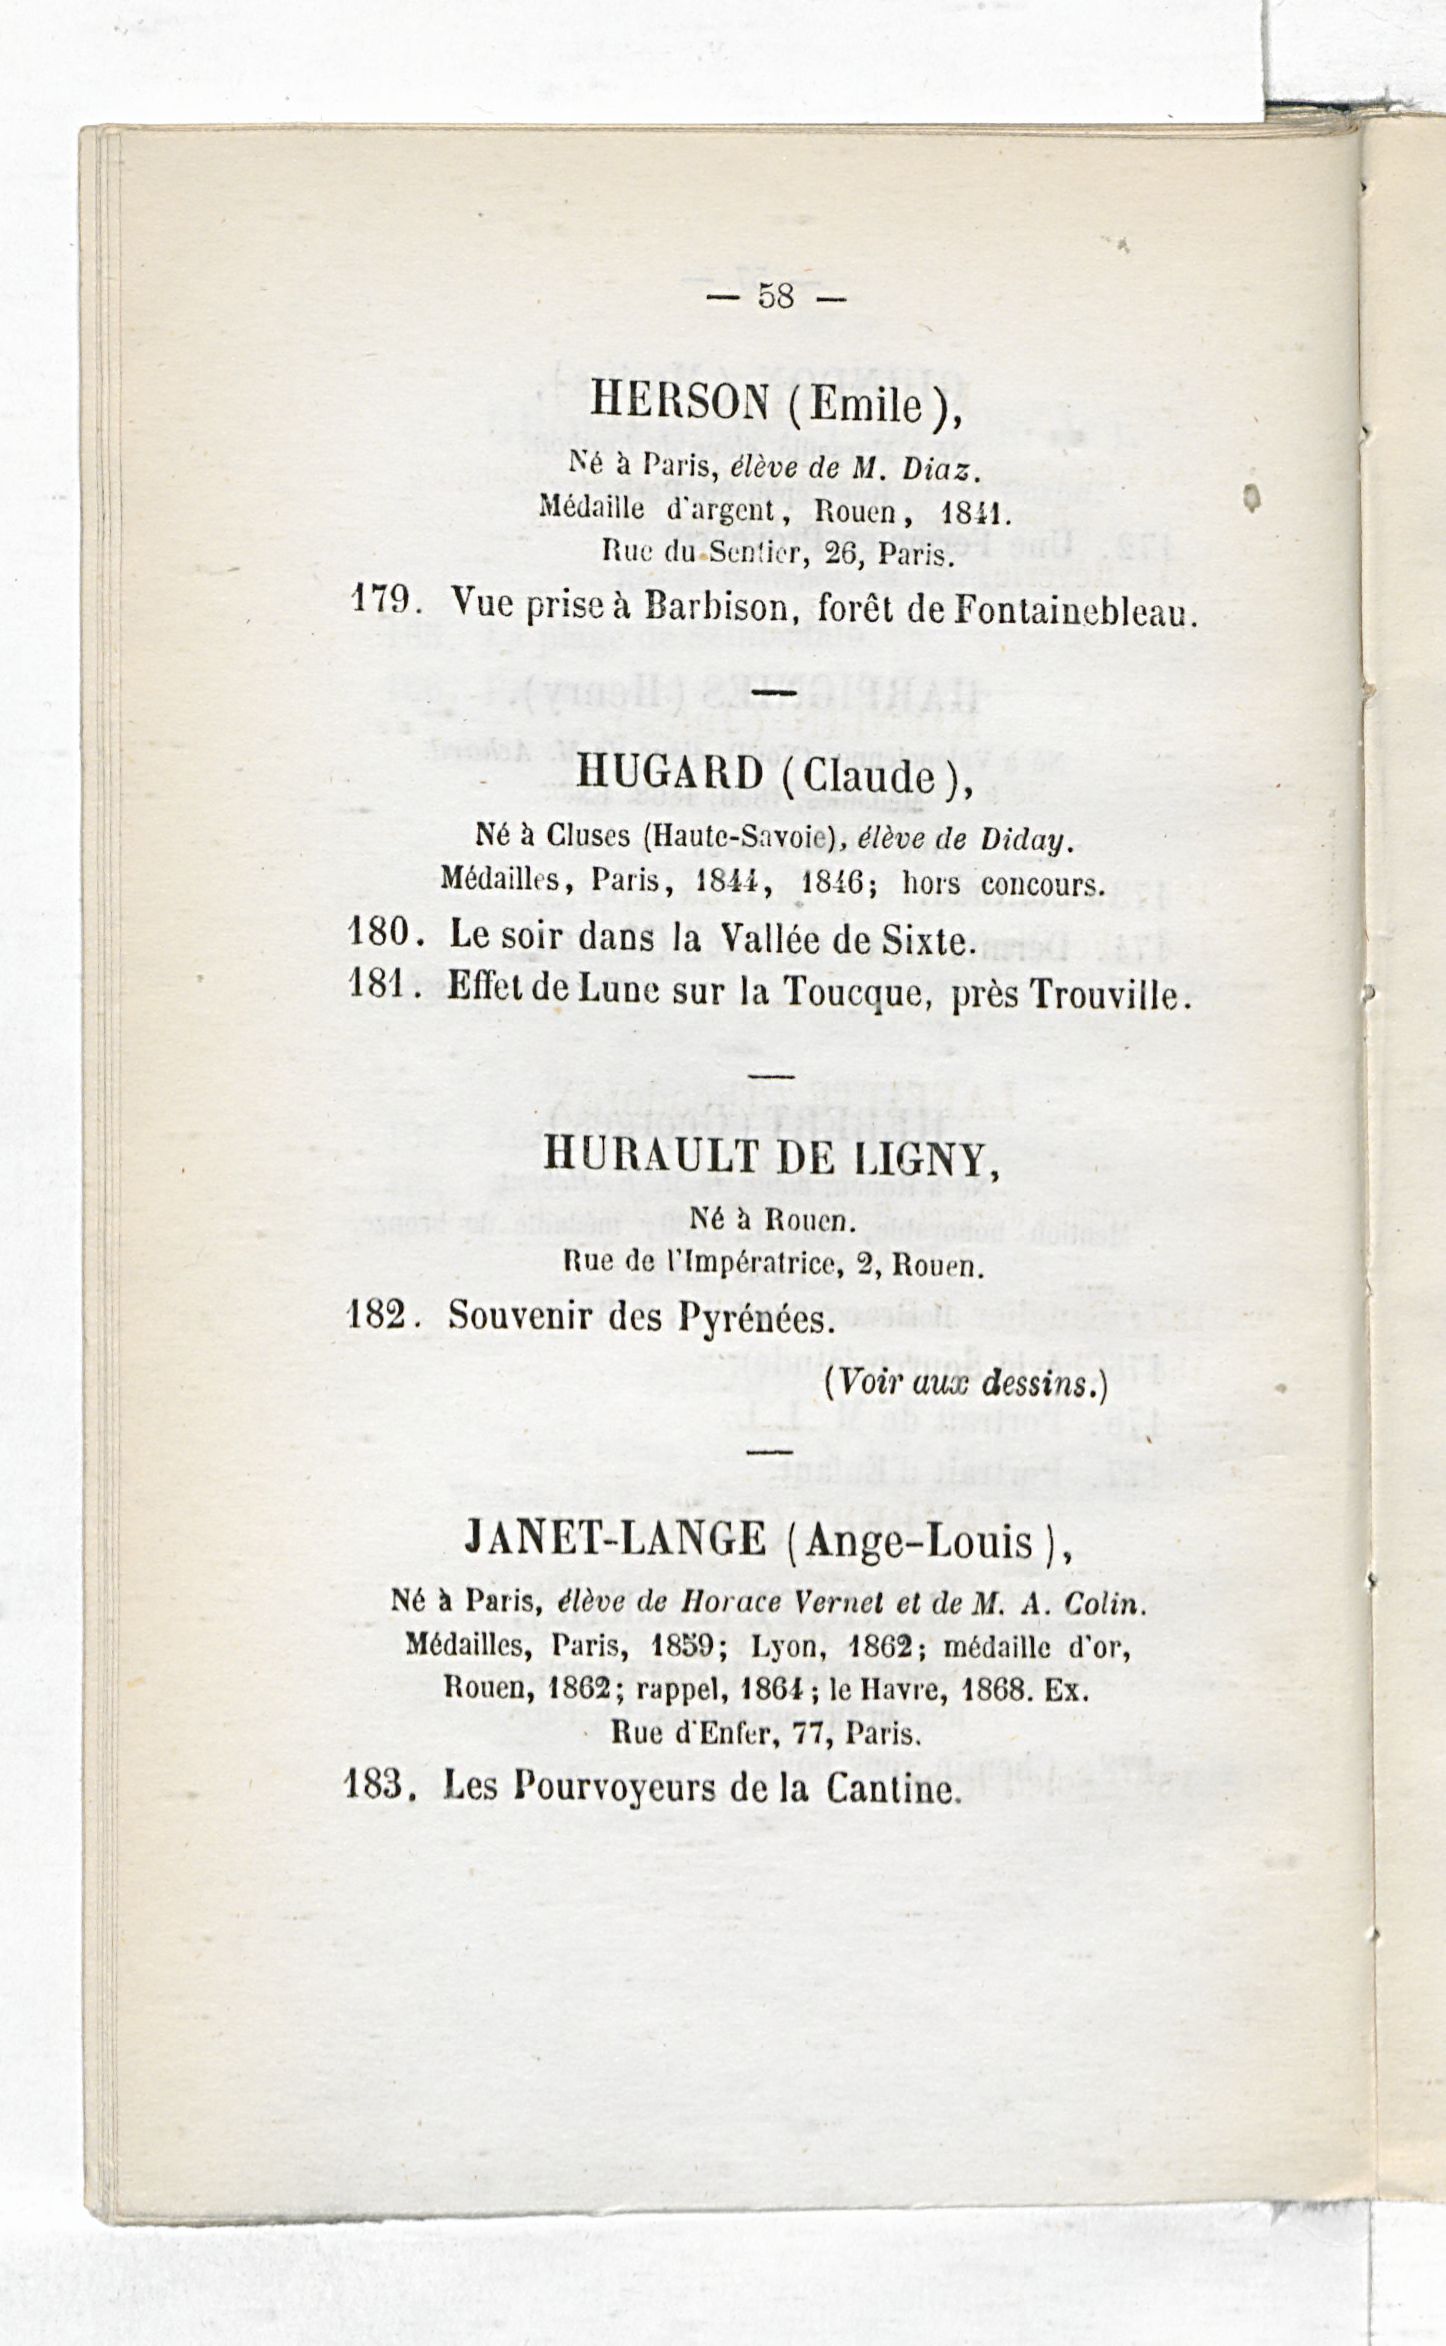 — 58 —
HERSON (Emile),
Né à Paris, élève de M. Diaz.
Médaille d'argent, Rouen, 1841.
Rue du Sentier, 26, Paris.
179. Vue prise à Barbison, forêt de Fontainebleau.
—
HUGARD (Claude),
Né à Cluses (Haute-Savoie), élève de Diday.
Médailles, Paris, 1844, 1846; hors concours.
180. Le soir dans la Vallée de Sixte.
181. Effet de Lune sur la Toucque, près Trouville.
—
HURAULT DE LIGNY,
Né à Rouen.
Rue de l'Impératrice, 2, Rouen.
182. Souvenir des Pyrénées.
(Voir aux dessins.)
—
JANET-LANGE (Ange-Louis),
Né à Paris, élève de Horace Vernet et de M. A. Colin.
Médailles, Paris, 1859; Lyon, 1862; médaille d'or,
Rouen, 1862; rappel, 1864; le Havre, 1868. Ex.
Rue d'Enfer, 77, Paris.
183. Les Pourvoyeurs de la Cantine.